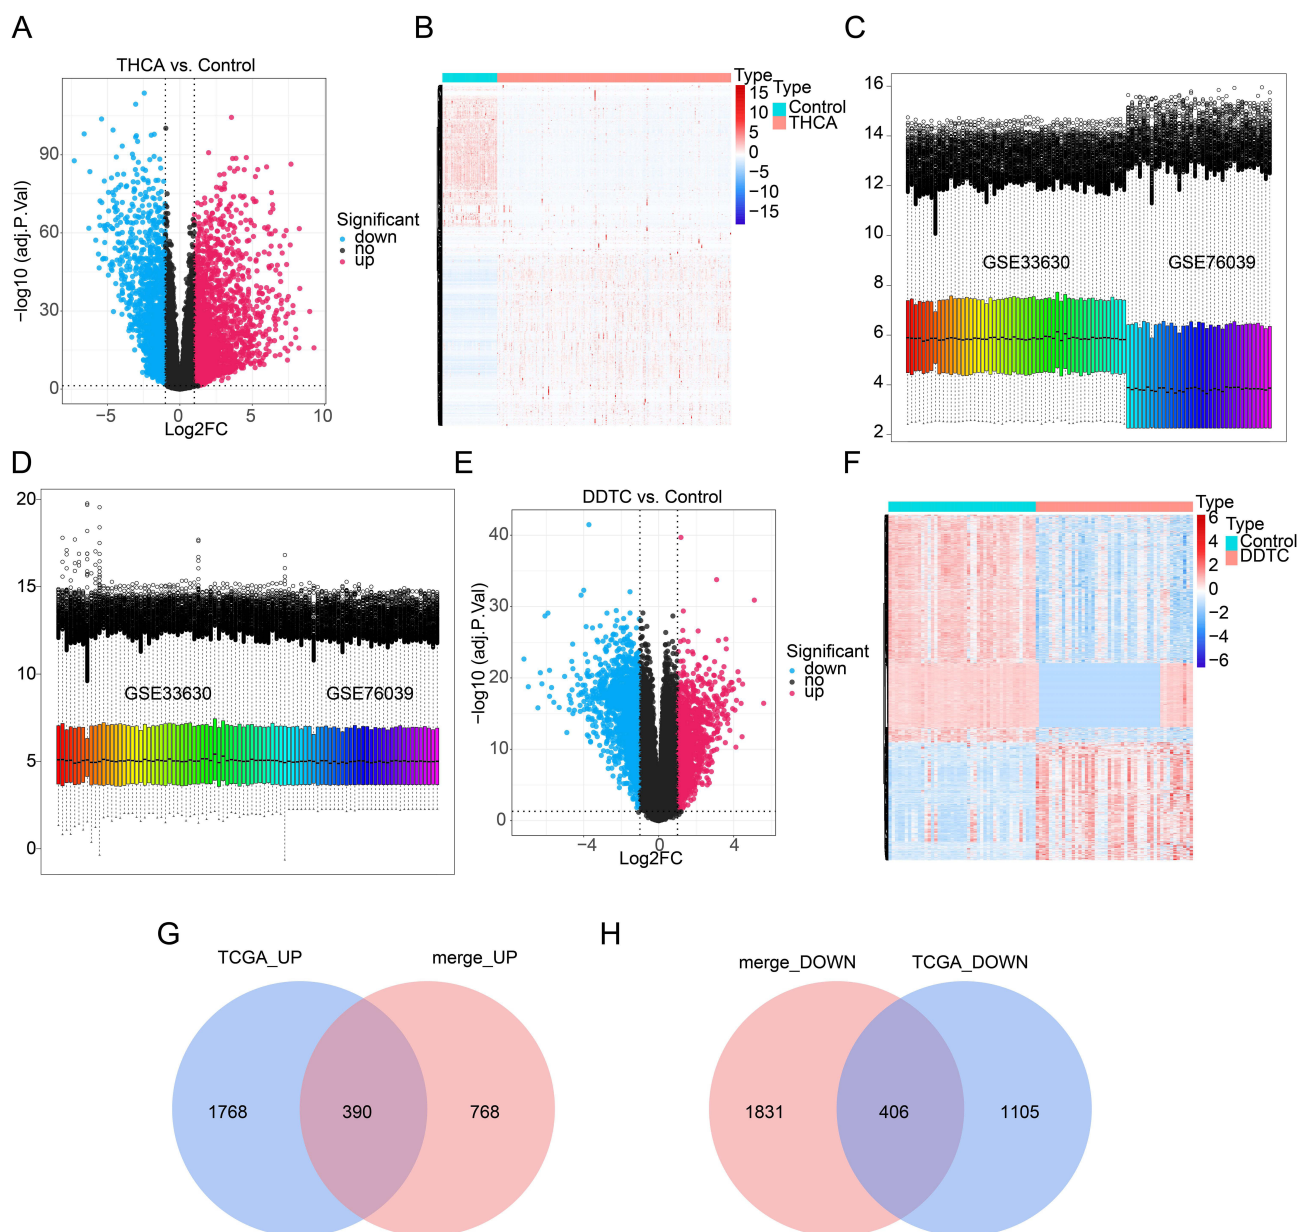 A
THCA vs. Control
−log10 (adj.P.Val)
90
60
30
0
−5
0
5
10
Log2FC
Significant
down
no
up
B
Type
15
10
5
0
−5
−10
−15
Type
Control
THCA
C
16
14
12
10
8
6
4
2
GSE33630
GSE76039
D
20
15
10
5
0
GSE33630
GSE76039
E
DDTC vs. Control
−log10 (adj.P.Val)
40
30
20
10
0
−4
0
4
Log2FC
Significant
down
no
up
F
Type
6
4
2
0
−2
−4
−6
Type
Control
DDTC
G
TCGA_UP
merge_UP
1768
390
768
H
merge_DOWN
TCGA_DOWN
1831
406
1105